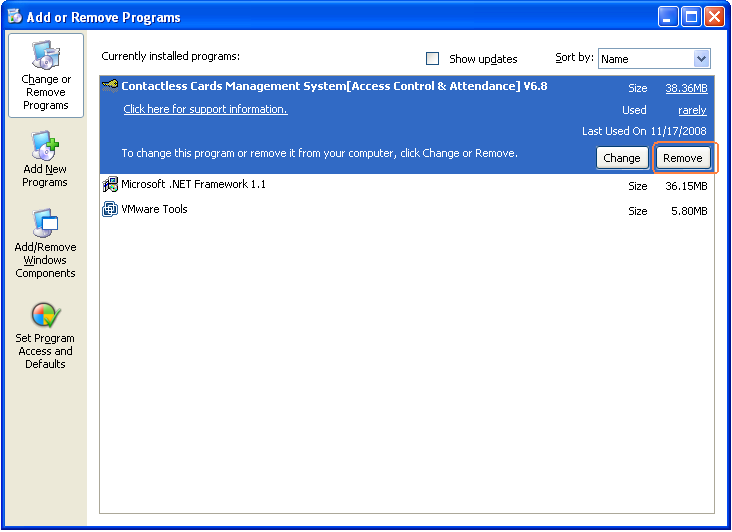 Add or Remove Programs
Change or
Remove
Programs
Add New
Programs
Add/Remove
Windows
Components
Set Program
Access and
Defaults
Currently installed programs:
Show updates
Sort by:
Name
Contactless Cards Management System[Access Control & Attendance] V6.8
Size 38.36MB
Click here for support information.
Used rarely
Last Used On 11/17/2008
To change this program or remove it from your computer, click Change or Remove.
Change
Remove
Microsoft .NET Framework 1.1
Size 36.15MB
VMware Tools
Size 5.80MB